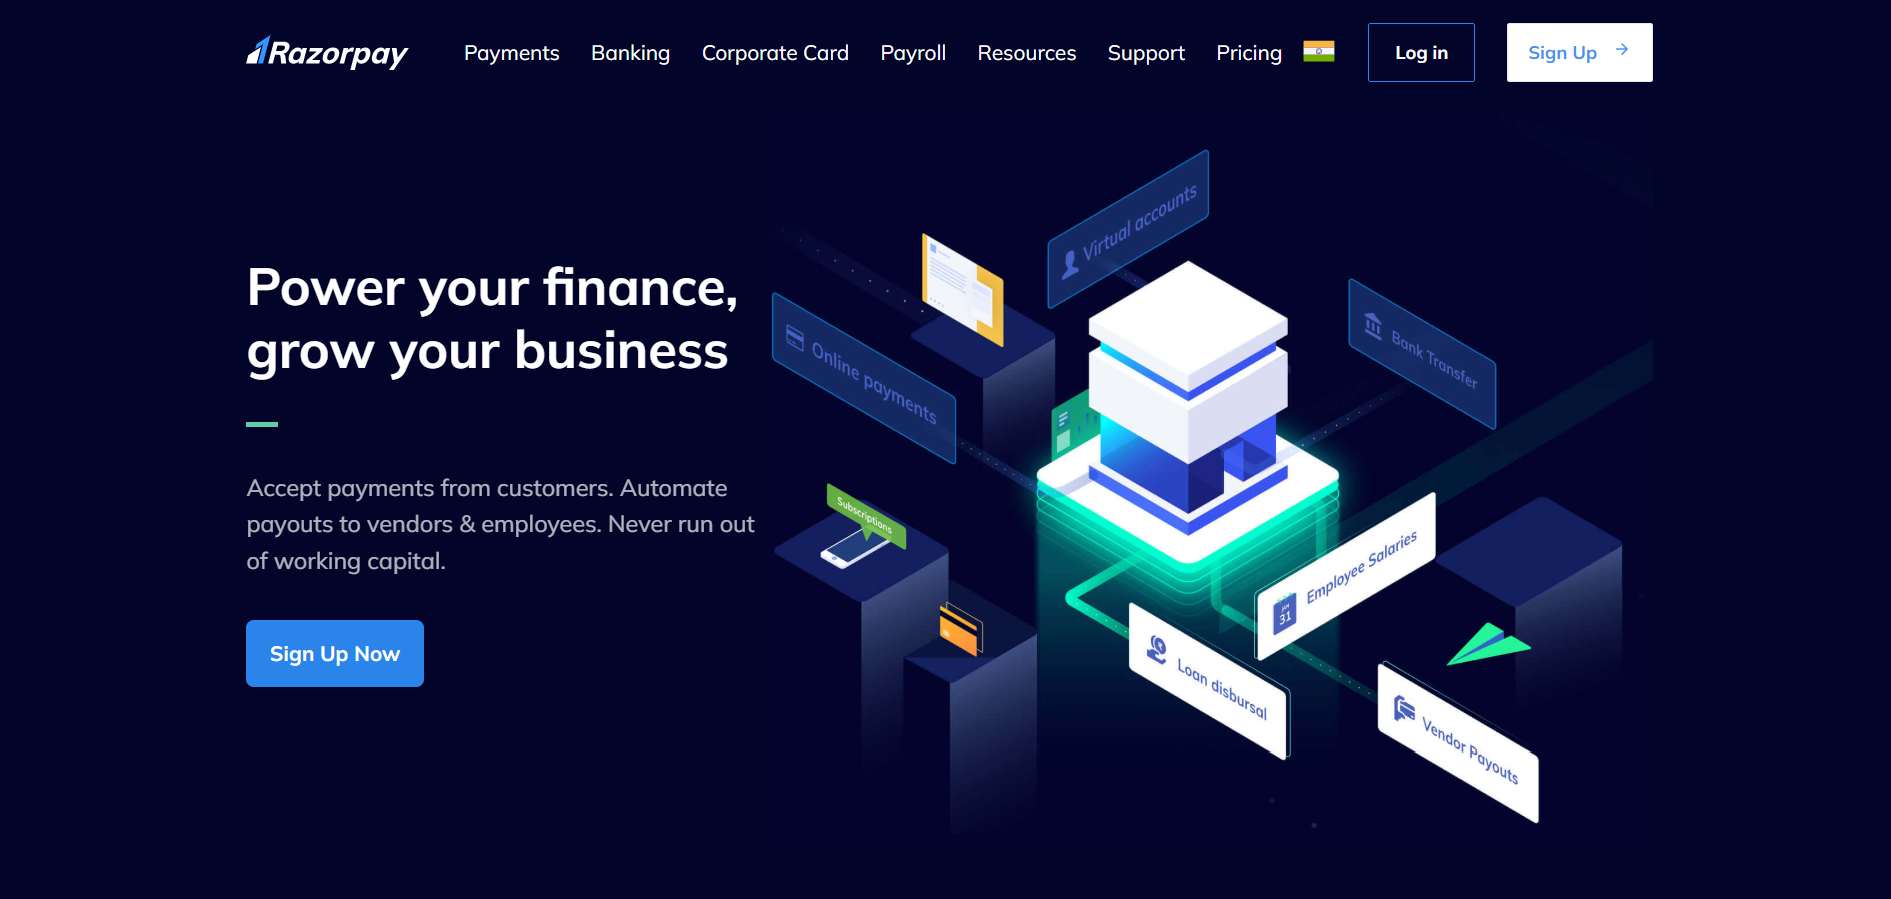 Razorpay
Payments
Banking
Corporate Card
Payroll
Resources
Support
Pricing
Log in
Sign Up
Power your finance,
grow your business
Accept payments from customers. Automate
payouts to vendors & employees. Never run out
of working capital.
Sign Up Now
Virtual accounts
Online payments
Bank Transfer
Subscriptions
Employee Salaries
JAN
31
Loan disbursal
Vendor Payouts